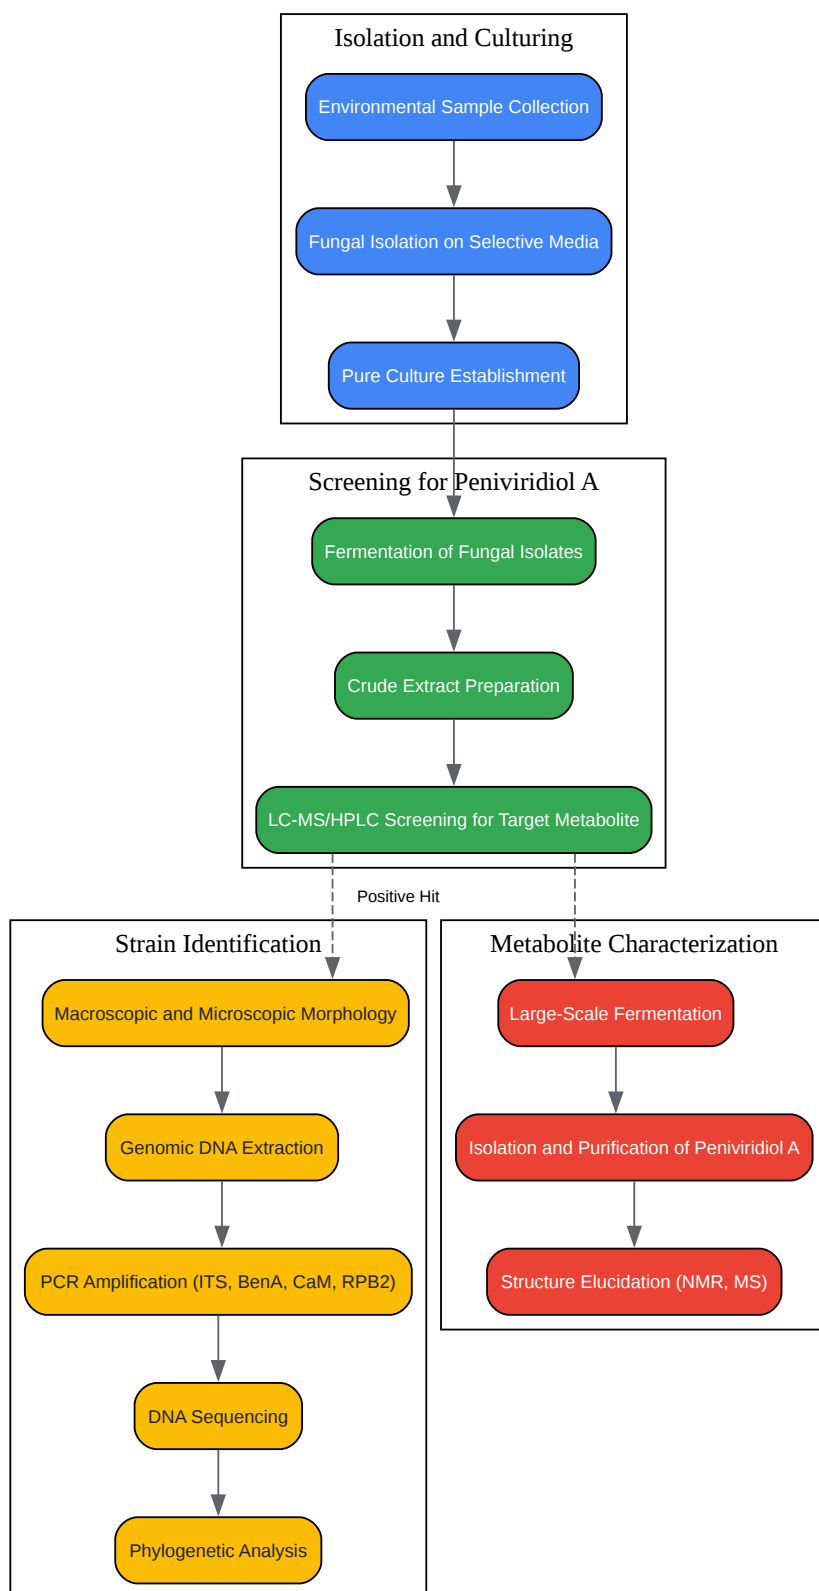 Isolation and Culturing
Environmental Sample Collection
Fungal Isolation on Selective Media
Pure Culture Establishment
Screening for Peniviridiol A
Fermentation of Fungal Isolates
Crude Extract Preparation
LC-MS/HPLC Screening for Target Metabolite
Positive Hit
Strain Identification
Macroscopic and Microscopic Morphology
Genomic DNA Extraction
PCR Amplification (ITS, BenA, CaM, RPB2)
DNA Sequencing
Phylogenetic Analysis
Metabolite Characterization
Large-Scale Fermentation
Isolation and Purification of Peniviridiol A
Structure Elucidation (NMR, MS)